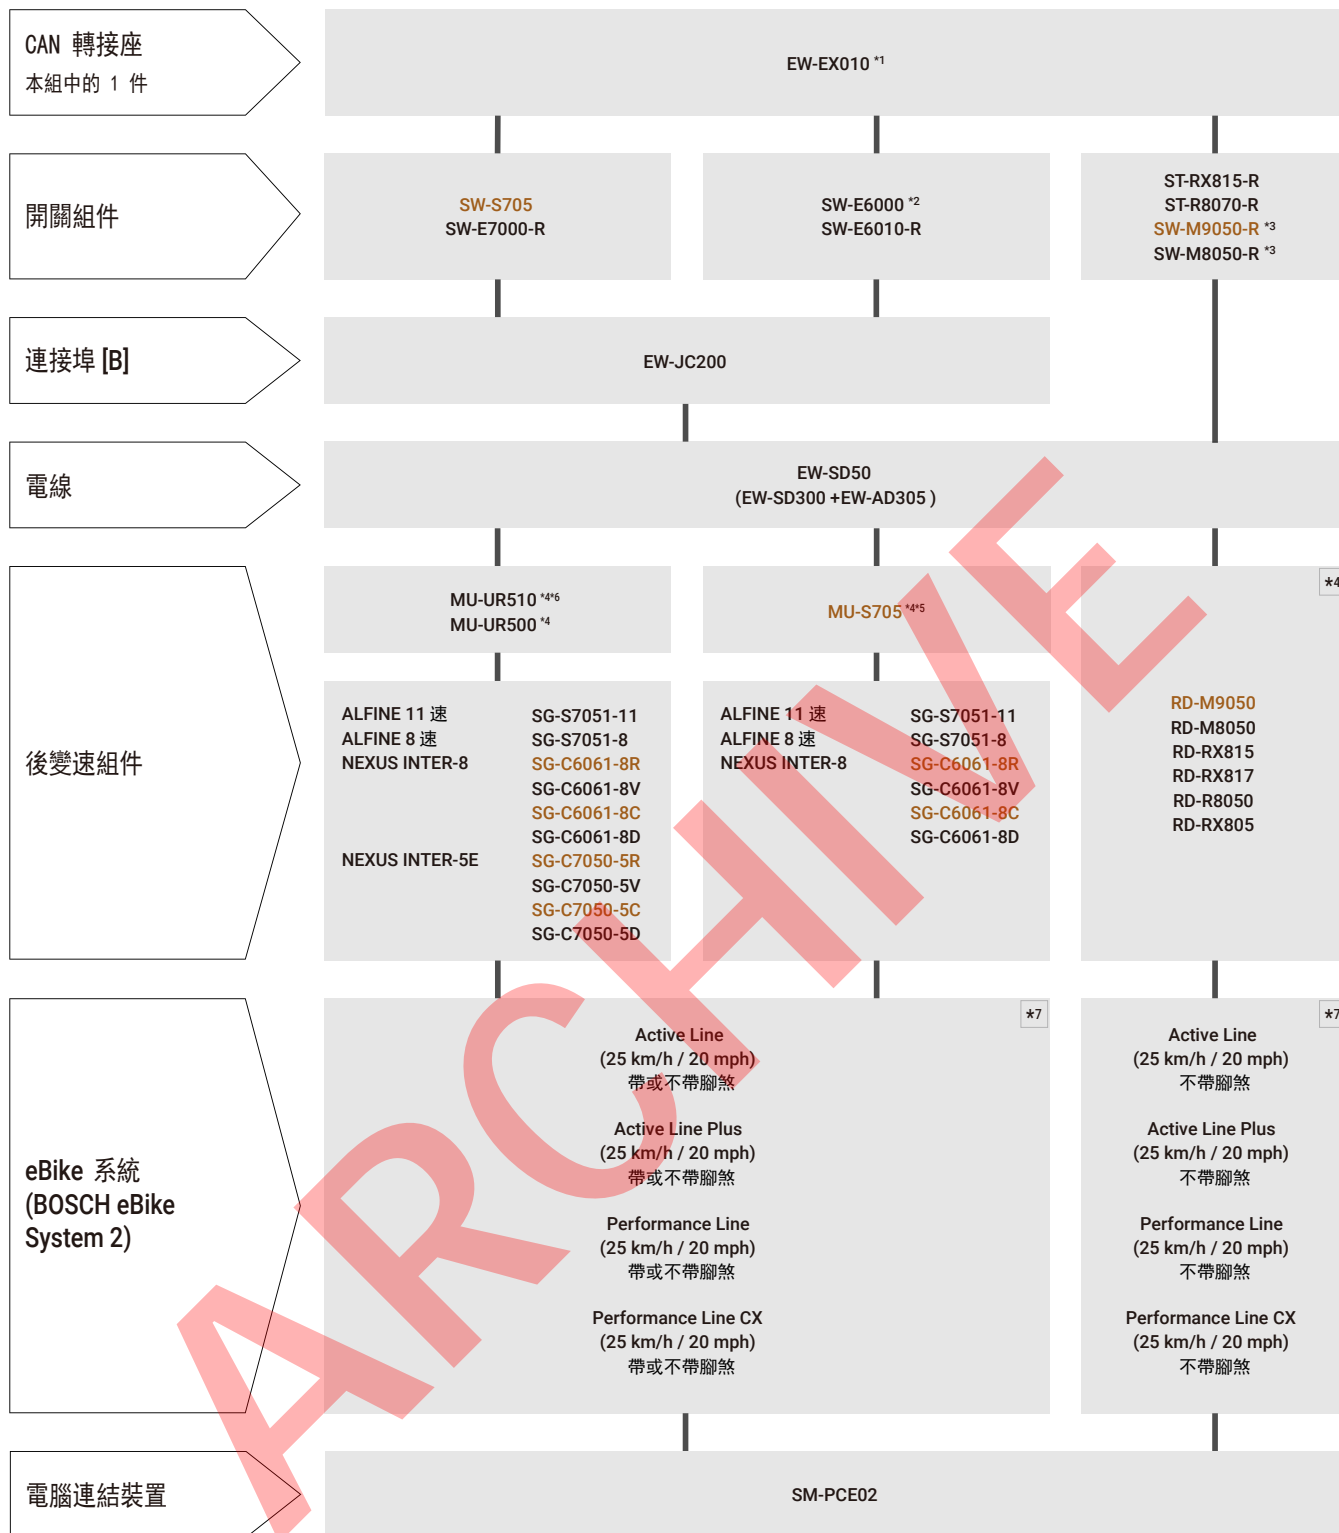 CAN 轉接座
本組中的 1 件
EW-EX010 *1
開關組件
SW-S705
SW-E7000-R
SW-E6000 *2
SW-E6010-R
ST-RX815-R
ST-R8070-R
SW-M9050-R *3
SW-M8050-R *3
連接埠 [B]
EW-JC200
電線
EW-SD50
(EW-SD300 +EW-AD305 )
後變速組件
MU-UR510 *4*6
MU-UR500 *4
MU-S705 *4*5
*4
ALFINE 11 速 SG-S7051-11
ALFINE 8 速 SG-S7051-8
NEXUS INTER-8 SG-C6061-8R
SG-C6061-8V
SG-C6061-8C
SG-C6061-8D
NEXUS INTER-5E SG-C7050-5R
SG-C7050-5V
SG-C7050-5C
SG-C7050-5D
ALFINE 11 速 SG-S7051-11
ALFINE 8 速 SG-S7051-8
NEXUS INTER-8 SG-C6061-8R
SG-C6061-8V
SG-C6061-8C
SG-C6061-8D
RD-M9050
RD-M8050
RD-RX815
RD-RX817
RD-R8050
RD-RX805
eBike 系統
(BOSCH eBike
System 2)
*7
Active Line
(25 km/h / 20 mph)
帶或不帶腳煞
Active Line Plus
(25 km/h / 20 mph)
帶或不帶腳煞
Performance Line
(25 km/h / 20 mph)
帶或不帶腳煞
Performance Line CX
(25 km/h / 20 mph)
帶或不帶腳煞
*7
Active Line
(25 km/h / 20 mph)
不帶腳煞
Active Line Plus
(25 km/h / 20 mph)
不帶腳煞
Performance Line
(25 km/h / 20 mph)
不帶腳煞
Performance Line CX
(25 km/h / 20 mph)
不帶腳煞
電腦連結裝置
SM-PCE02
ARCHIVE